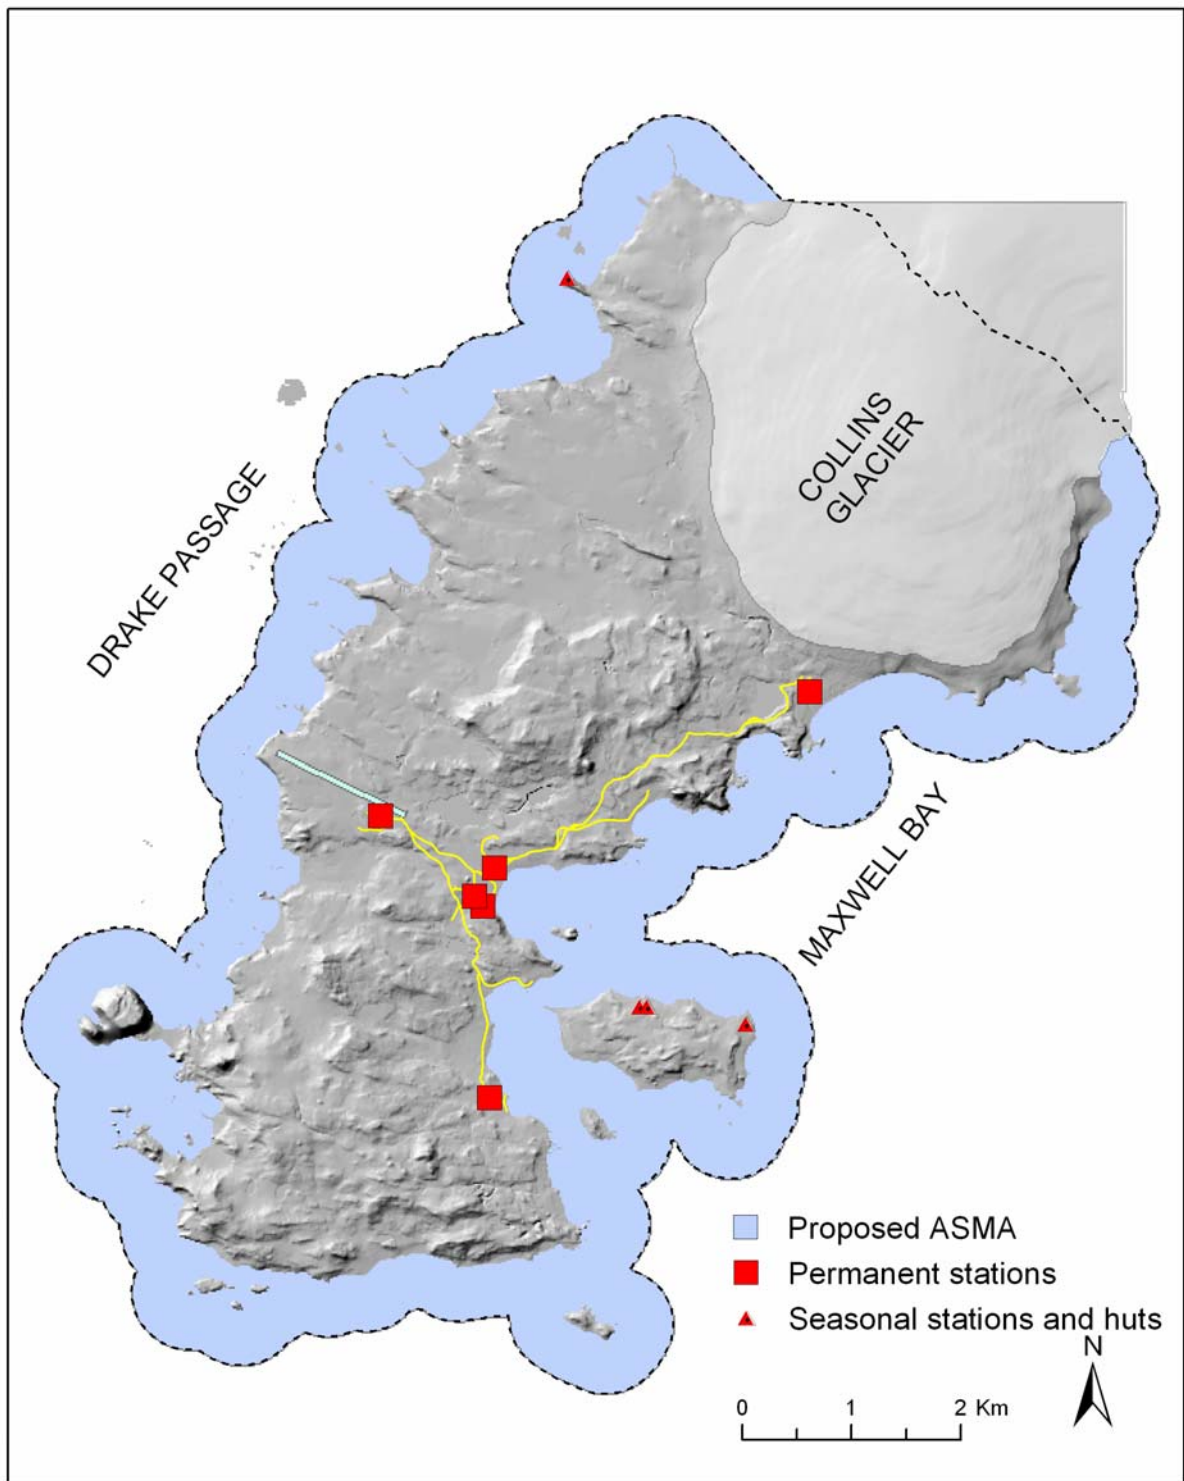 COLLINS
GLACIER
DRAKE PASSAGE
MAXWELL BAY
Proposed ASMA
Permanent stations
Seasonal stations and huts
N
0 1 2 Km